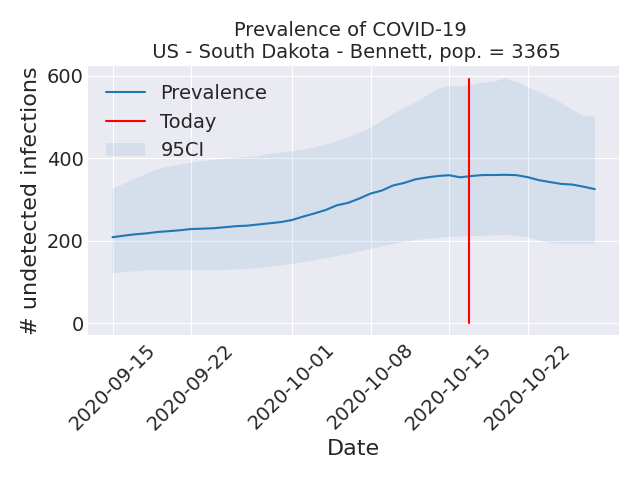 Prevalence of COVID-19
US - South Dakota - Bennett, pop. = 3365
# undetected infections
600
400
200
0
Prevalence
Today
95CI
2020-09-15
2020-09-22
2020-10-01
2020-10-08
2020-10-15
2020-10-22
Date